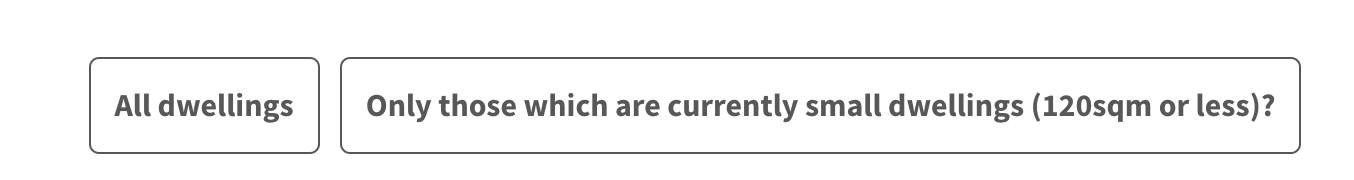 All dwellings
Only those which are currently small dwellings (120sqm or less)?